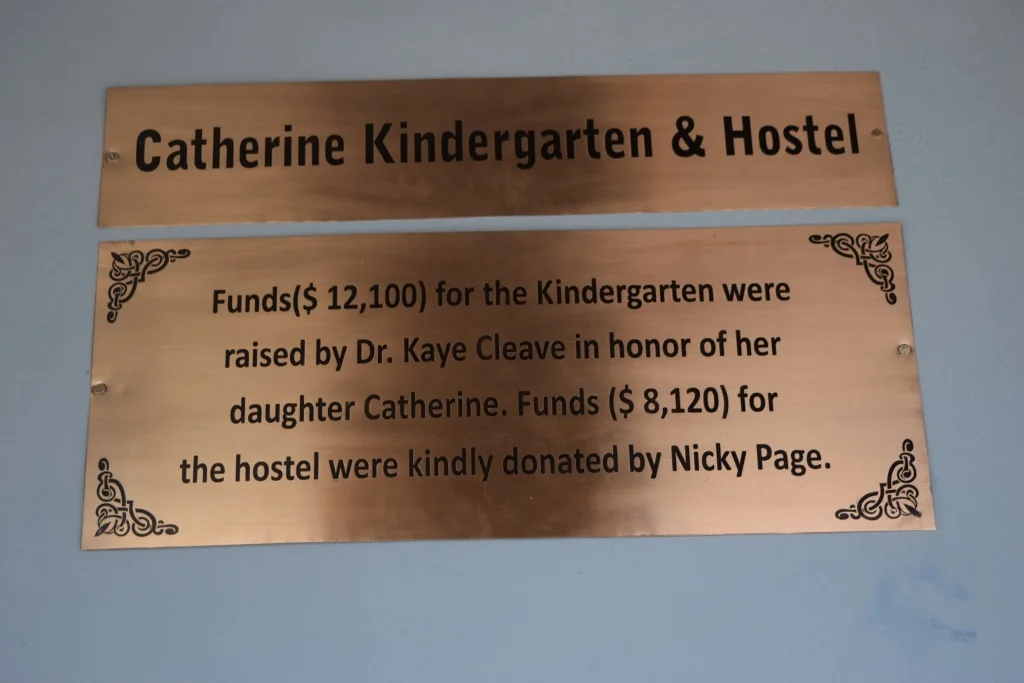 Catherine Kindergarten & Hostel
Funds($ 12,100) for the Kindergarten were
raised by Dr. Kaye Cleave in honor of her
daughter Catherine. Funds ($ 8,120) for
the hostel were kindly donated by Nicky Page.